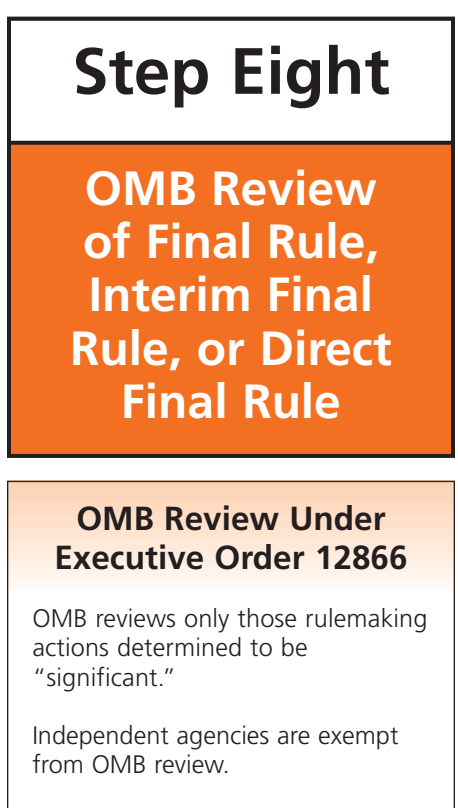 Step Eight
OMB Review
of Final Rule,
Interim Final
Rule, or Direct
Final Rule
OMB Review Under
Executive Order 12866
OMB reviews only those rulemaking
actions determined to be
“significant.”
Independent agencies are exempt
from OMB review.